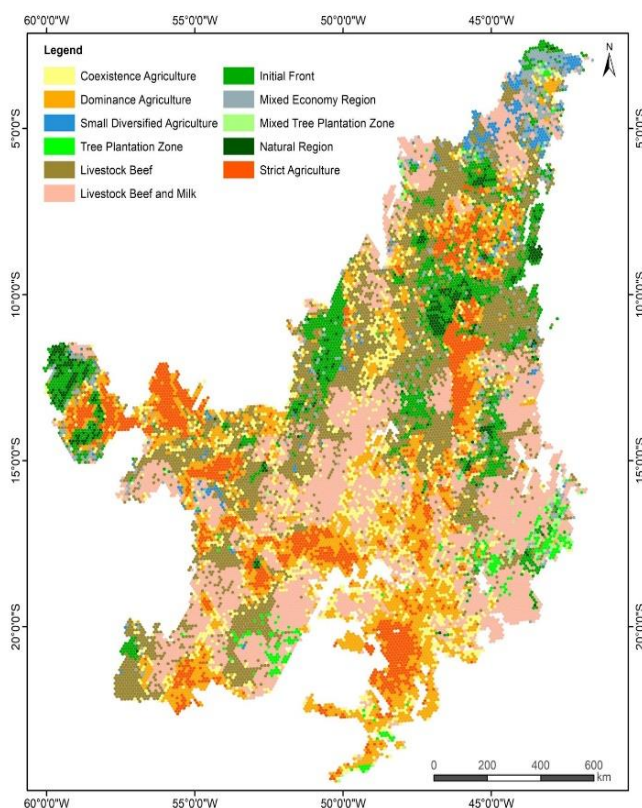 60°0'0"W 55°0'0"W 50°0'0"W 45°0'0"W
Legend
Coexistence Agriculture
Dominance Agriculture
Small Diversified Agriculture
Tree Plantation Zone
Livestock Beef
Livestock Beef and Milk
Initial Front
Mixed Economy Region
Mixed Tree Plantation Zone
Natural Region
Strict Agriculture
N
5°0'0"S 5°0'0"S
10°0'0"S 10°0'0"S
15°0'0"S 15°0'0"S
20°0'0"S 20°0'0"S
0 200 400 600
km
60°0'0"W 55°0'0"W 50°0'0"W 45°0'0"W